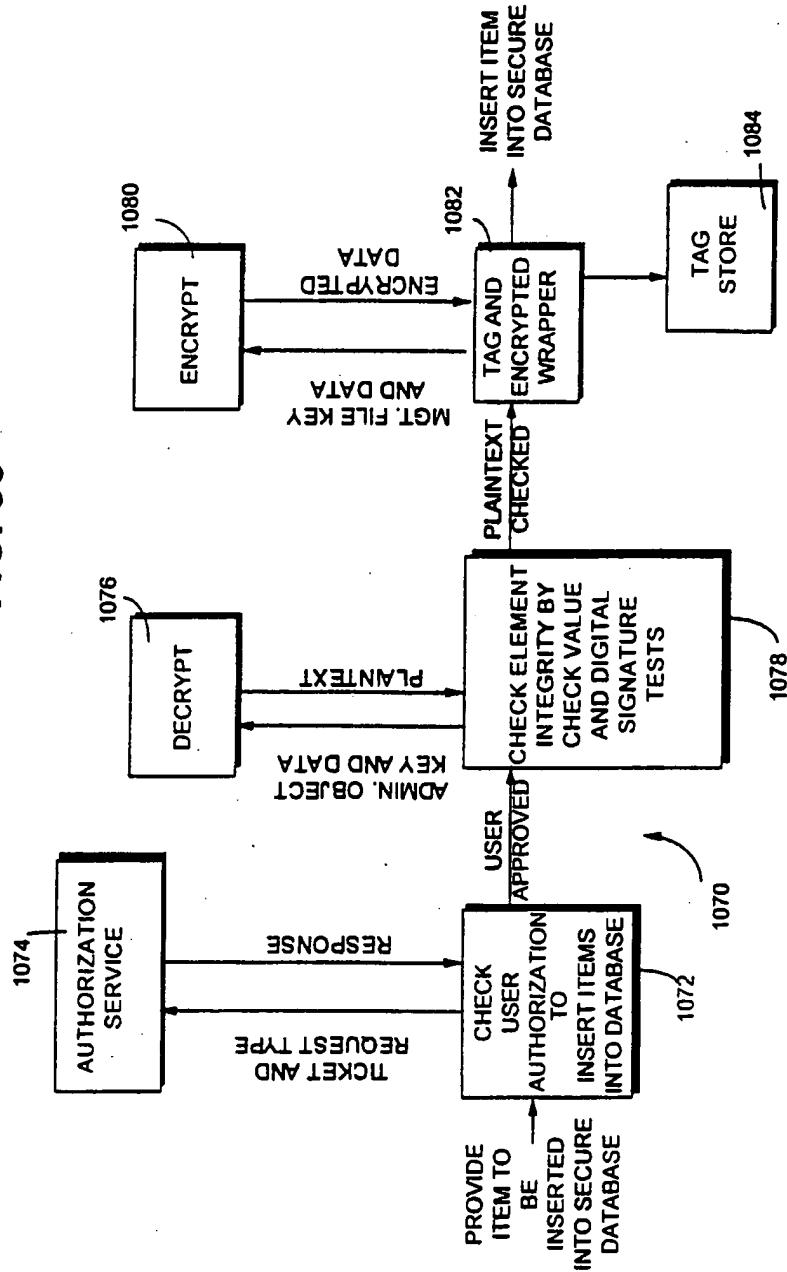 1074
AUTHORIZATION
SERVICE
TICKET AND
REQUEST TYPE
RESPONSE
PROVIDE
ITEM TO
BE
INSERTED
INTO SECURE
DATABASE
CHECK
USER
AUTHORIZATION
TO
INSERT ITEMS
INTO DATABASE
1072
USER
APPROVED
1070
1076
DECRYPT
ADMIN. OBJECT
KEY AND DATA
PLAINTEXT
CHECK ELEMENT
INTEGRITY BY
CHECK VALUE
AND DIGITAL
SIGNATURE
TESTS
1078
PLAINTEXT
CHECKED
1080
ENCRYPT
MGT. FILE KEY
AND DATA
ENCRYPTED
DATA
1082
TAG AND
ENCRYPTED
WRAPPER
INSERT ITEM
INTO SECURE
DATABASE
TAG
STORE
1084